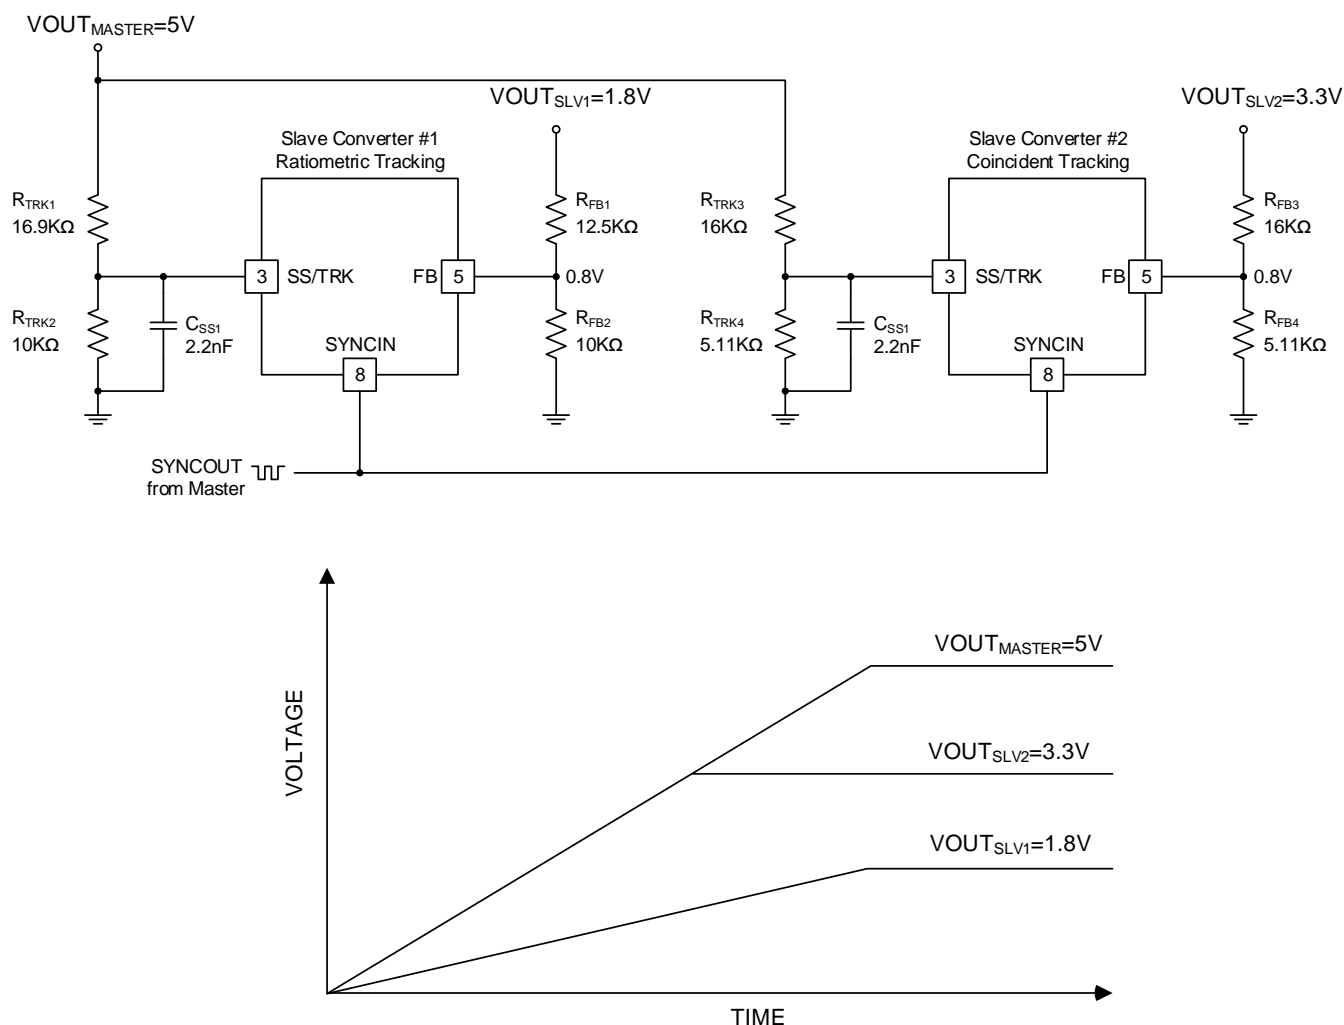 VOUTMASTER=5V
VOUTSLV1=1.8V
VOUTSLV2=3.3V
Slave Converter #1
Ratiometric Tracking
Slave Converter #2
Coincident Tracking
RTRK1
16.9KΩ
RFB1
12.5KΩ
RTRK3
16KΩ
RFB3
16KΩ
3
SS/TRK
FB
5
0.8V
3
SS/TRK
FB
5
0.8V
RTRK2
10KΩ
CSS1
2.2nF
SYNCIN
8
RFB2
10KΩ
RTRK4
5.11KΩ
CSS1
2.2nF
SYNCIN
8
RFB4
5.11KΩ
SYNCOUT
from Master
VOLTAGE
VOUTMASTER=5V
VOUTSLV2=3.3V
VOUTSLV1=1.8V
TIME